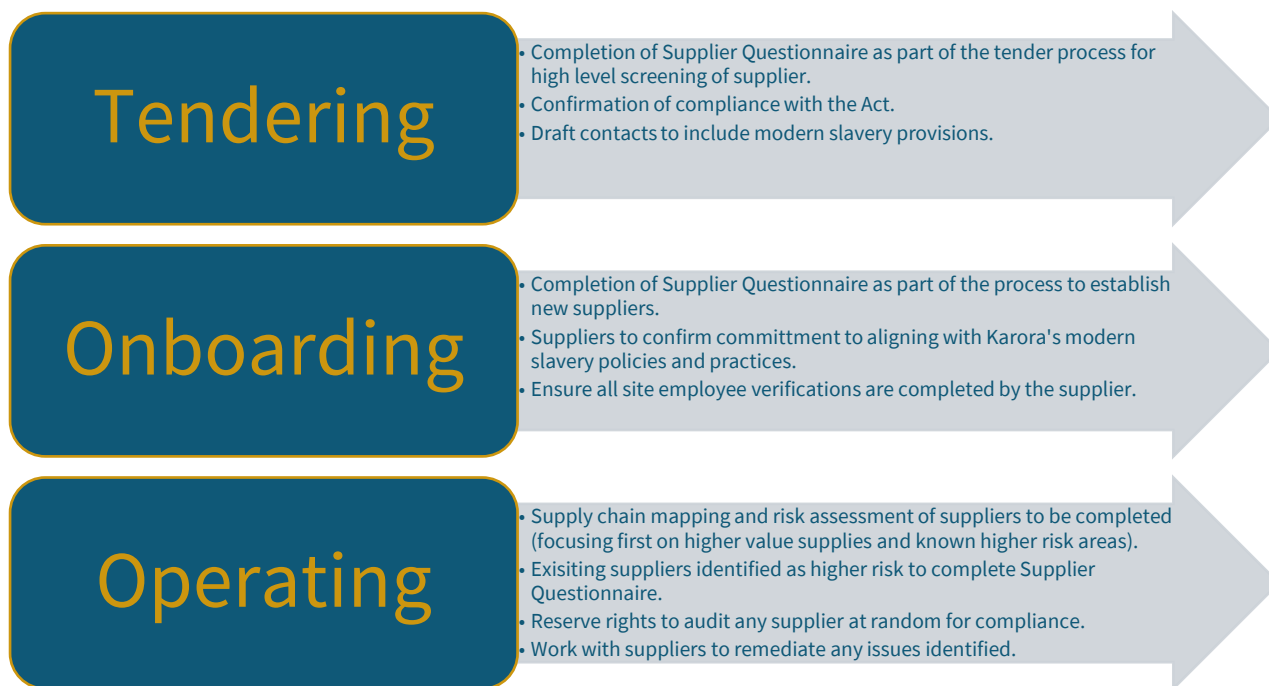 Tendering
• Completion of Supplier Questionnaire as part of the tender process for
high level screening of supplier.
• Confirmation of compliance with the Act.
• Draft contacts to include modern slavery provisions.
Onboarding
• Completion of Supplier Questionnaire as part of the process to establish
new suppliers.
• Suppliers to confirm committment to aligning with Karora's modern
slavery policies and practices.
• Ensure all site employee verifications are completed by the supplier.
Operating
• Supply chain mapping and risk assessment of suppliers to be completed
(focusing first on higher value supplies and known higher risk areas).
• Exisiting suppliers identified as higher risk to complete Supplier
Questionnaire.
• Reserve rights to audit any supplier at random for compliance.
• Work with suppliers to remediate any issues identified.